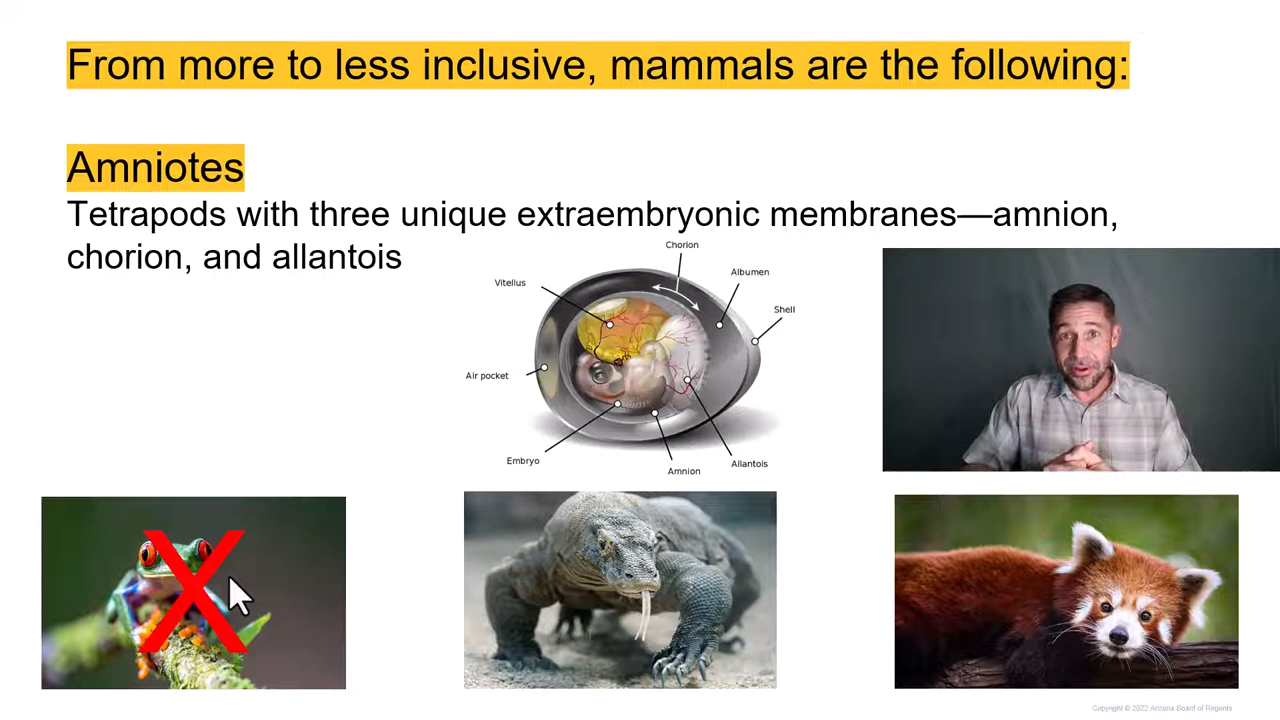 From more to less inclusive, mammals are the following:
Amniotes
Tetrapods with three unique extraembryonic membranes—amnion,
chorion, and allantois
Chorion
Vitellus
Albumen
Shell
Air pocket
Embryo
Amnion
Allantois
X
Copyright © 2022 Arizona Board of Regents